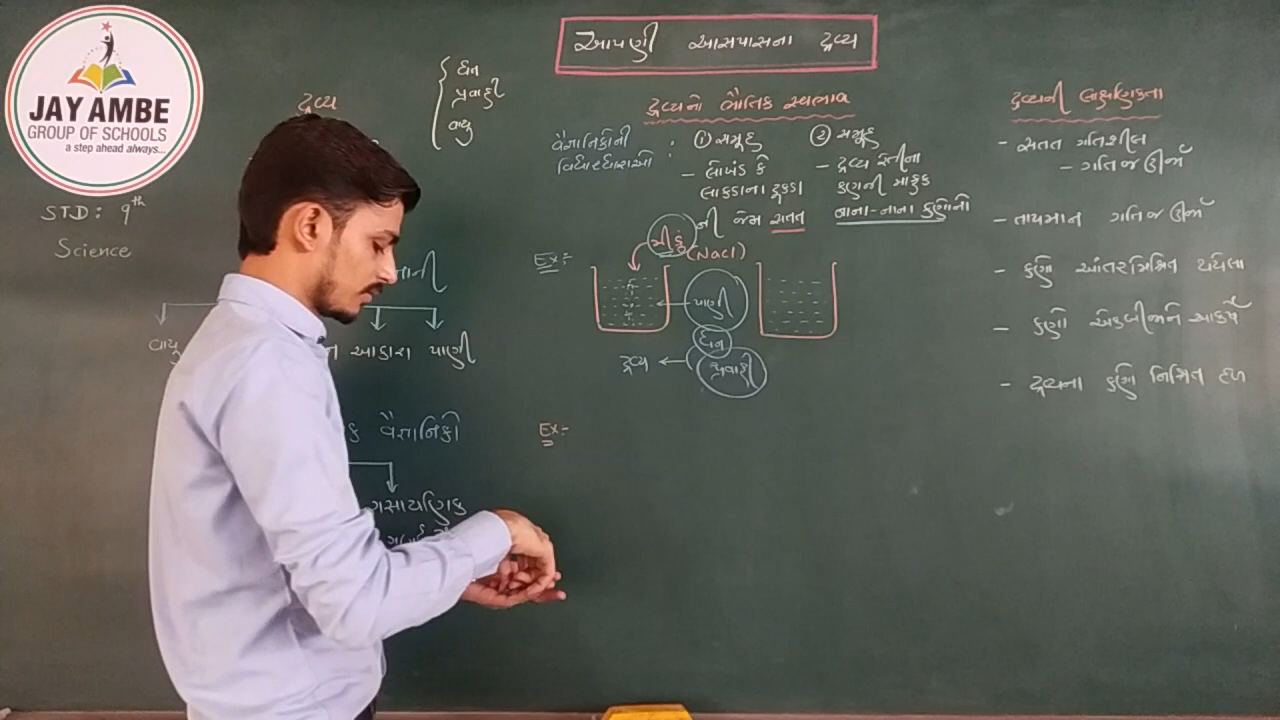 JAY AMBE
GROUP OF SCHOOLS
a step ahead always...
STD: 9th
Science
આપણી આસપાસના દ્રવ્ય
દ્રવ્ય
ઘન
પ્રવાહી
વાયુ
વાયુ
આકાશ પાણી
વૈજ્ઞાનિકો
દ્રવ્યનો ભૌતિક સ્વભાવ
વૈજ્ઞાનિકોની
વિચારધારાઓ :
① સમૂહ
- લોખંડ કે
લાકડાના ટુકડા
ની જેમ સતત
② સમૂહ
- દ્રવ્ય રેતીના
કણની માફક
નાના-નાના કણોનો
Ex:-
મીઠું (NaCl)
પાણી
ઘન
દ્રવ્ય ← પ્રવાહી
Ex:-
દ્રવ્યની લાક્ષણિકતા
- સતત ગતિશીલ
- ગતિજ ઊર્જા
- તાપમાન ગતિજ ઊર્જા
- કણો આંતરમિશ્રિત થયેલા
- કણો એકબીજાને આકર્ષે
- દ્રવ્યના કણો નિશ્ચિત દળ